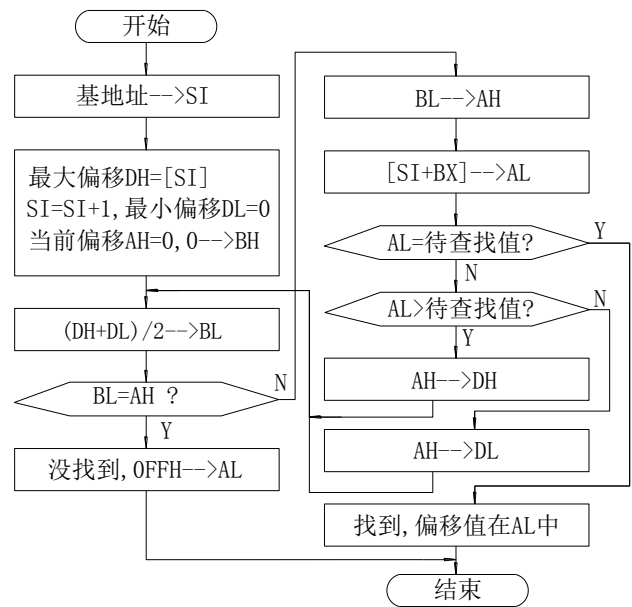 开始
基地址-->SI
最大偏移DH=[SI]
SI=SI+1,最小偏移DL=0
当前偏移AH=0,0-->BH
(DH+DL)/2-->BL
BL=AH ?
N
Y
没找到,0FFH-->AL
BL-->AH
[SI+BX]-->AL
AL=待查找值?
Y
N
AL>待查找值?
N
Y
AH-->DH
AH-->DL
找到,偏移值在AL中
结束